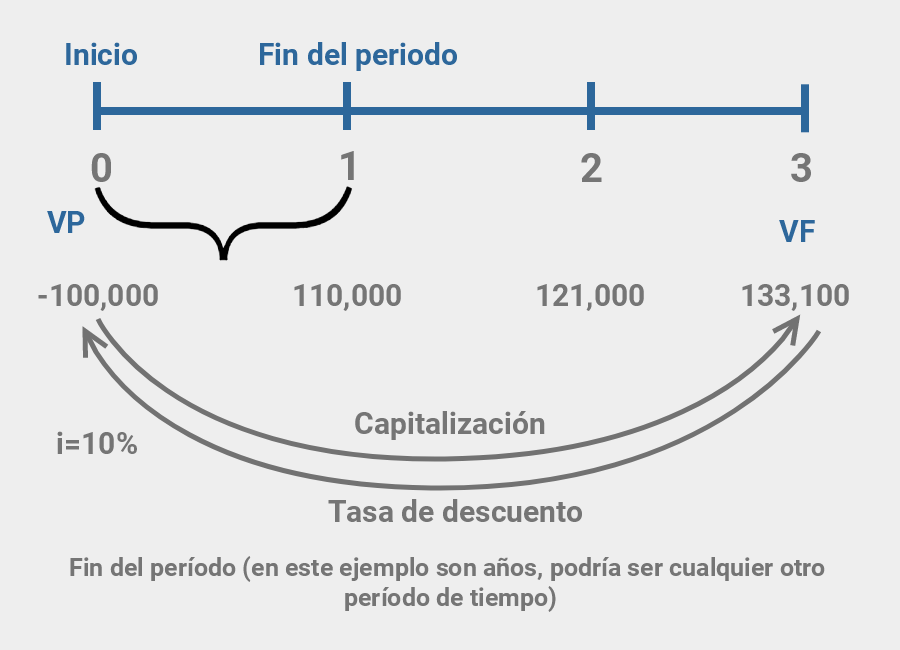 Inicio Fin del periodo
0 1 2 3
VP VF
-100,000 110,000 121,000 133,100
Capitalización
i=10%
Tasa de descuento
Fin del período (en este ejemplo son años, podría ser cualquier otro
período de tiempo)